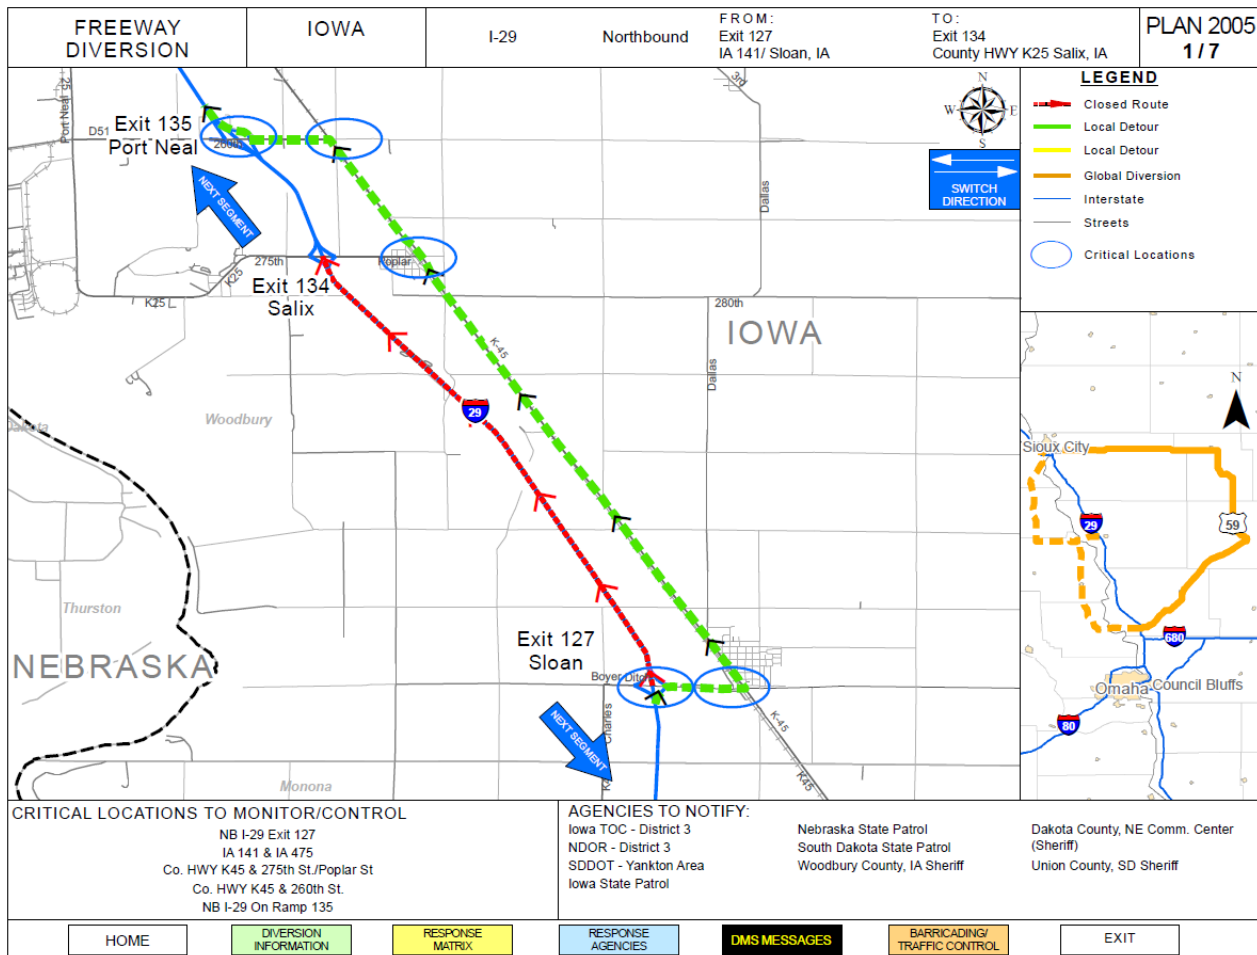 FREEWAY
DIVERSION
IOWA
I-29
Northbound
FROM:
Exit 127
IA 141/ Sloan, IA
TO:
Exit 134
County HWY K25 Salix, IA
PLAN 2005
1 / 7
25
Port Neal
D51
Exit 135
Port Neal
260th
NEXT SEGMENT
3rd
Dallas
N
W
E
S
SWITCH
DIRECTION
275th
Poplar
K25
K25
Exit 134
Salix
280th
IOWA
K-45
Dallas
29
Woodbury
Dakota
Thurston
NEBRASKA
Exit 127
Sloan
Boyer Ditch
Charles
NEXT SEGMENT
K-45
K45
Monona
LEGEND
Closed Route
Local Detour
Local Detour
Global Diversion
Interstate
Streets
Critical Locations
N
Sioux City
29
59
680
Omaha
Council Bluffs
80
CRITICAL LOCATIONS TO MONITOR/CONTROL
NB I-29 Exit 127
IA 141 & IA 475
Co. HWY K45 & 275th St./Poplar St
Co. HWY K45 & 260th St.
NB I-29 On Ramp 135
AGENCIES TO NOTIFY:
Iowa TOC - District 3
NDOR - District 3
SDDOT - Yankton Area
Iowa State Patrol
Nebraska State Patrol
South Dakota State Patrol
Woodbury County, IA Sheriff
Dakota County, NE Comm. Center
(Sheriff)
Union County, SD Sheriff
HOME
DIVERSION
INFORMATION
RESPONSE
MATRIX
RESPONSE
AGENCIES
DMS MESSAGES
BARRICADING/
TRAFFIC CONTROL
EXIT